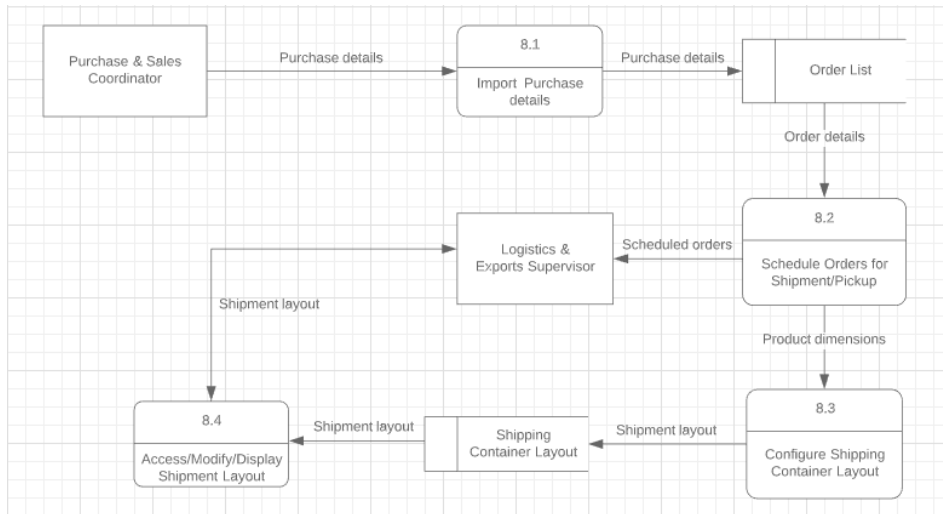 Purchase & Sales
Coordinator
Purchase details
8.1
Import Purchase
details
Purchase details
Order List
Order details
8.2
Schedule Orders for
Shipment/Pickup
Scheduled orders
Logistics &
Exports Supervisor
Shipment layout
Product dimensions
8.3
Configure Shipping
Container Layout
Shipment layout
Shipping
Container Layout
Shipment layout
8.4
Access/Modify/Display
Shipment Layout